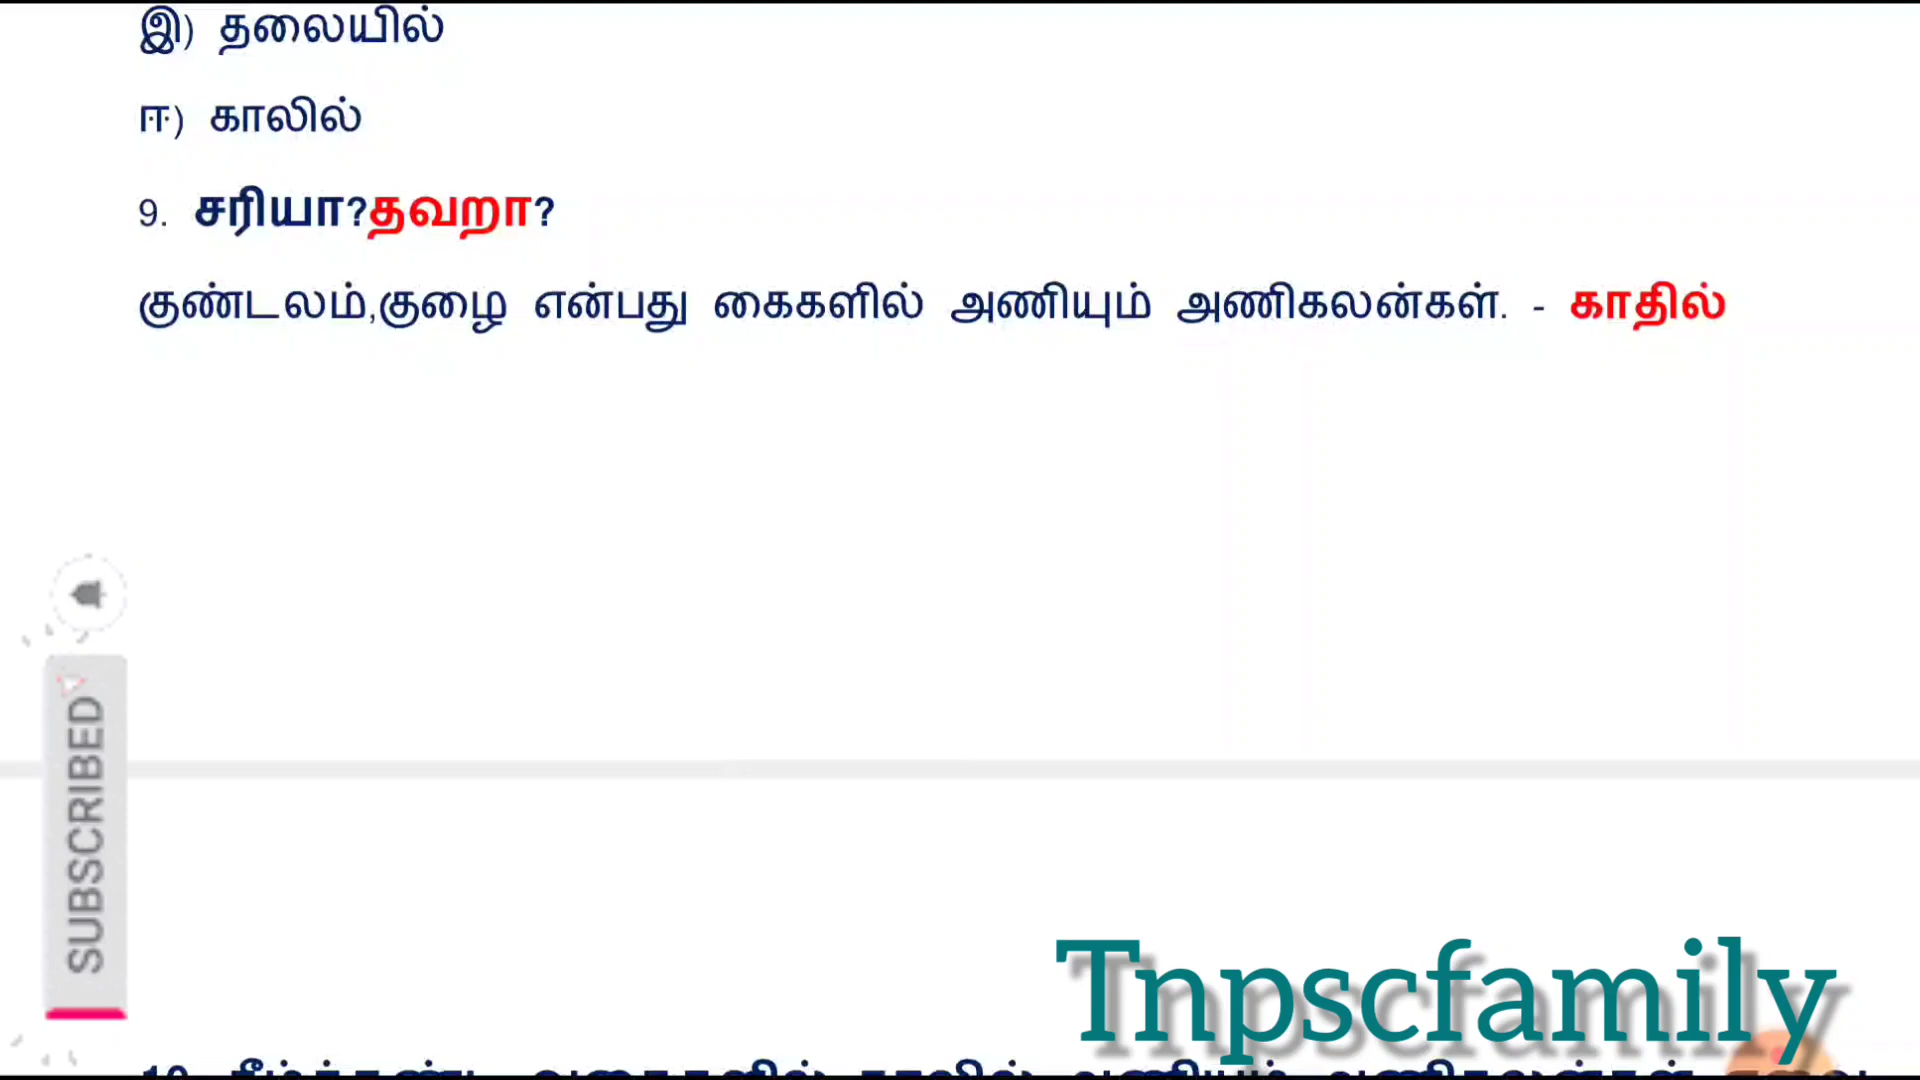 இ) தலையில்
ஈ) காலில்
9. சரியா?தவறா?
குண்டலம்,குழை என்பது கைகளில் அணியும் அணிகலன்கள். - காதில்
SUBSCRIBED
Tnpscfamily